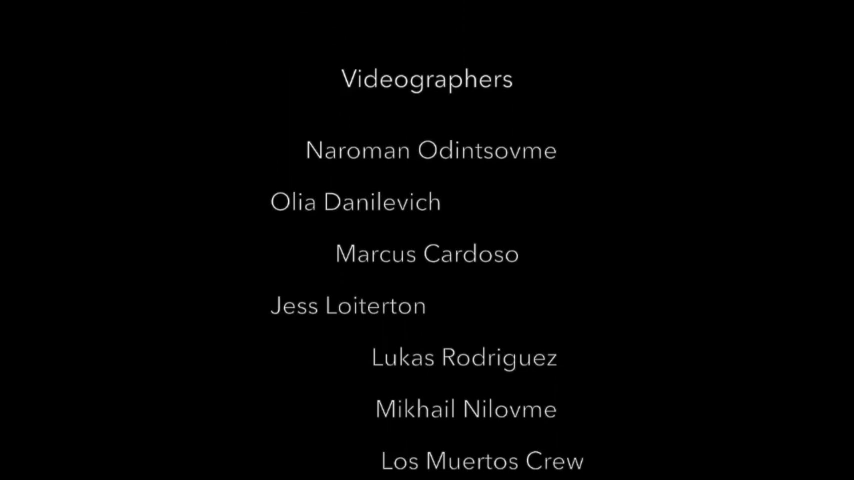 Videographers
Naroman Odintsovme
Olia Danilevich
Marcus Cardoso
Jess Loiterton
Lukas Rodriguez
Mikhail Nilovme
Los Muertos Crew